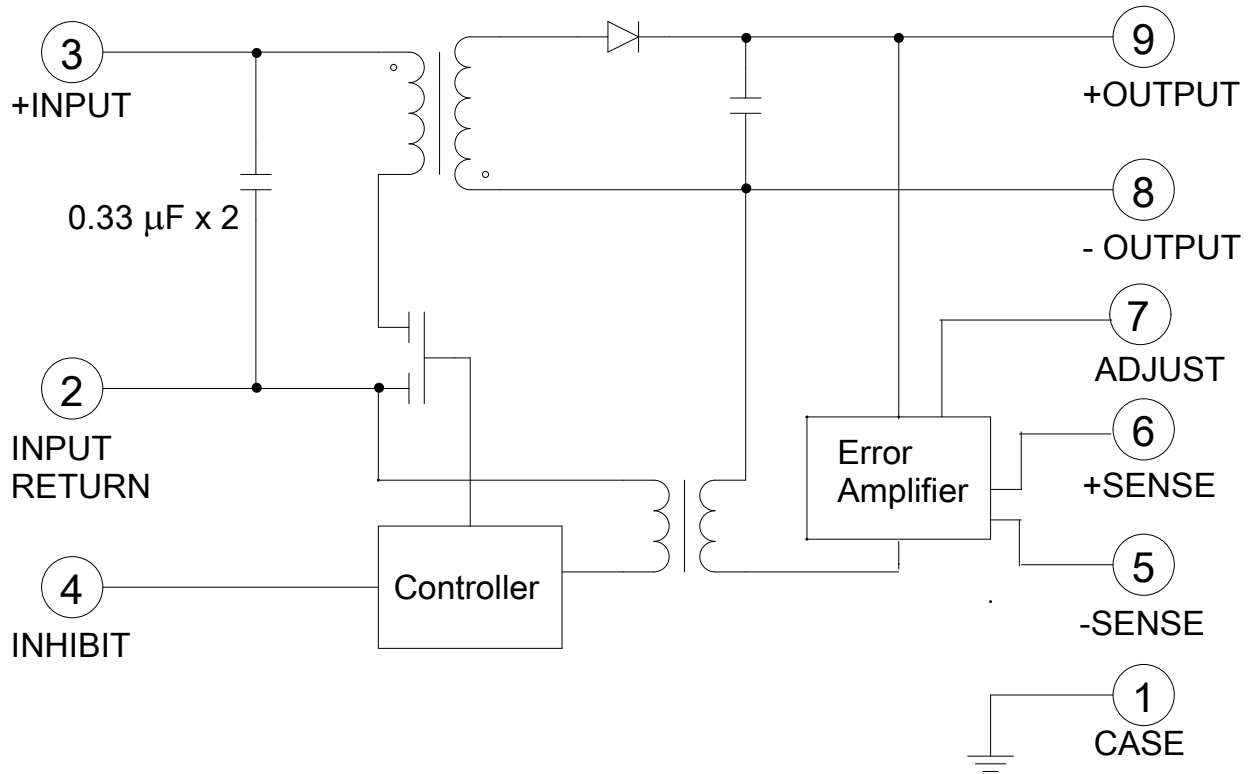 3
+INPUT
9
+OUTPUT
0.33 μF x 2
8
- OUTPUT
7
ADJUST
2
INPUT
RETURN
6
+SENSE
Error
Amplifier
4
INHIBIT
Controller
5
-SENSE
1
CASE